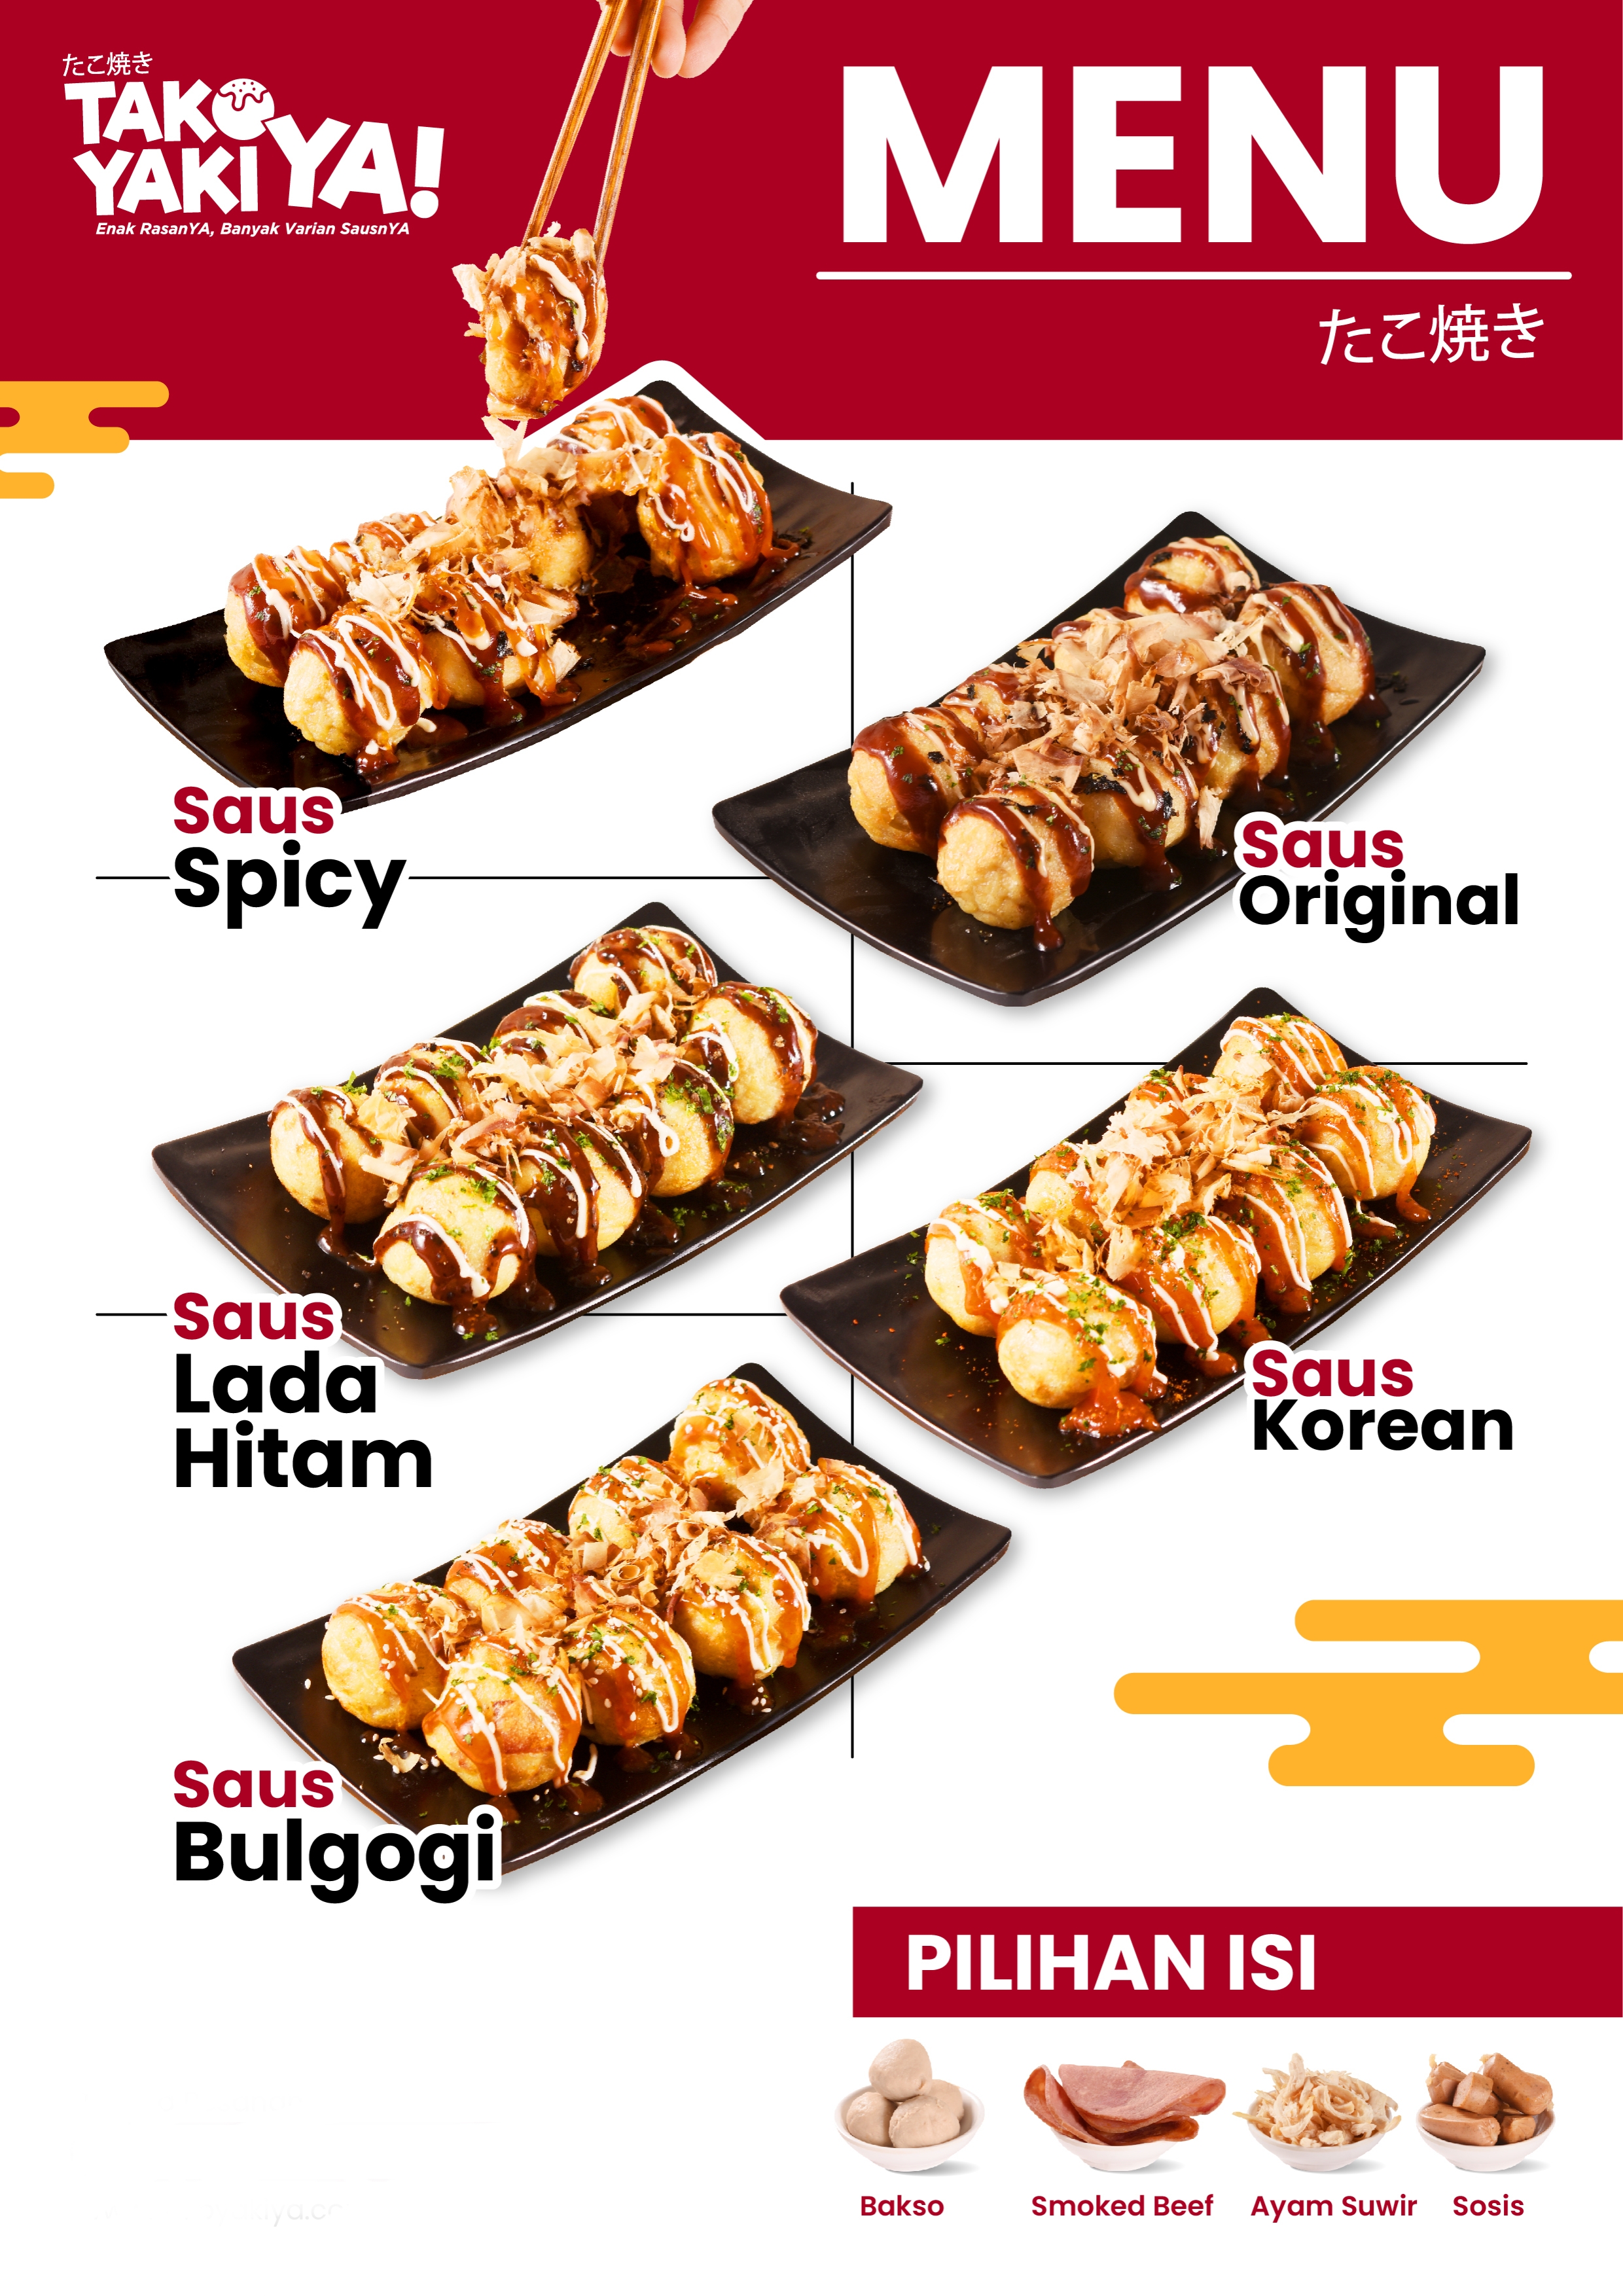 たこ焼き
TAKO
YAKI YA!
Enak RasanYA, Banyak Varian SausnYA
MENU
たこ焼き
Saus
Spicy
Saus
Original
Saus
Lada
Hitam
Saus
Korean
Saus
Bulgogi
PILIHAN ISI
Bakso
Smoked Beef
Ayam Suwir
Sosis